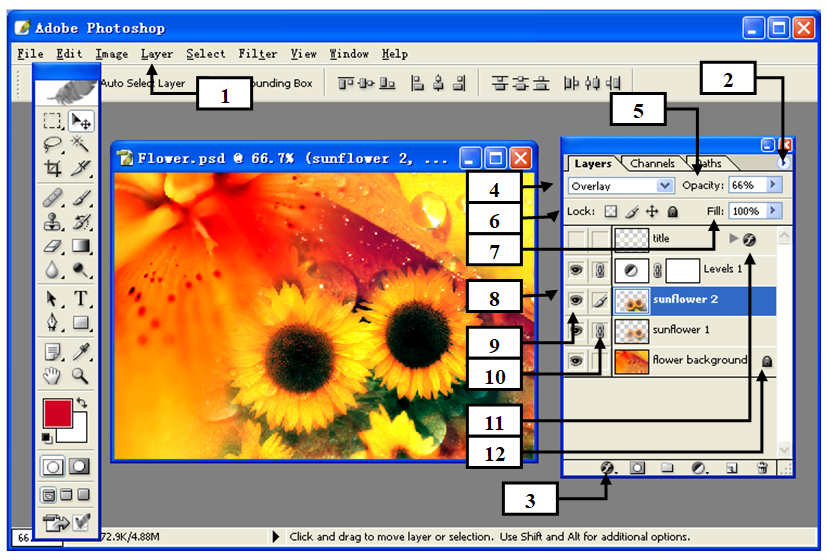 Adobe Photoshop
File Edit Image Layer Select Filter View Window Help
Auto Select Layer ounding Box
1
2
5
Flower.psd @ 66.7% (sunflower 2, ...
Layers Channels Paths
4
Overlay Opacity: 66%
6
Lock: Fill: 100%
7
title
Levels 1
8
sunflower 2
9
sunflower 1
10
flower background
11
12
3
T
66. 72.9K/4.88M Click and drag to move layer or selection. Use Shift and Alt for additional options.